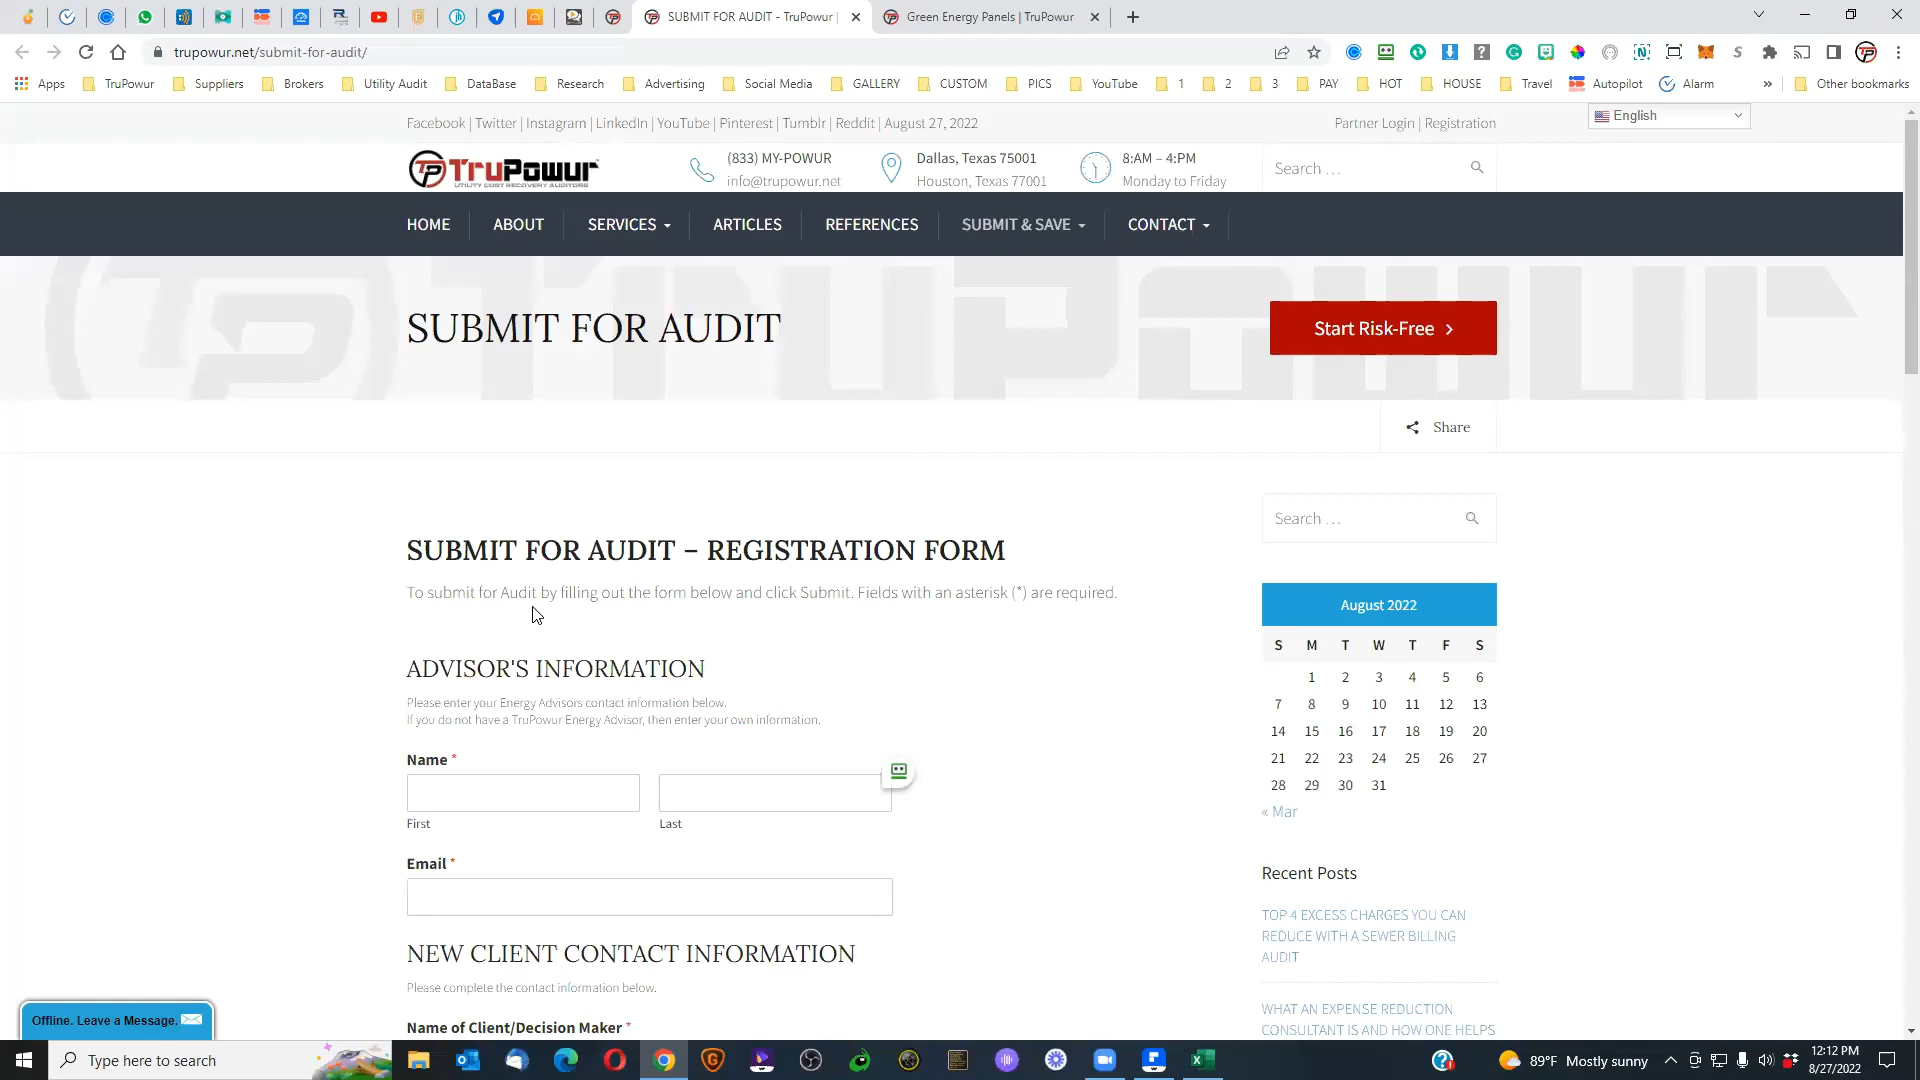 SUBMIT FOR AUDIT - TruPowur |
Green Energy Panels | TruPowur
trupowur.net/submit-for-audit/
Apps TruPowur Suppliers Brokers Utility Audit DataBase Research Advertising Social Media GALLERY CUSTOM PICS YouTube 1 2 3 PAY HOT HOUSE Travel Autopilot Alarm » Other bookmarks
Facebook | Twitter | Instagram | LinkedIn | YouTube | Pinterest | Tumblr | Reddit | August 27, 2022
Partner Login | Registration
English
TruPowur
UTILITY COST RECOVERY AUDITORS
(833) MY-POWUR
info@trupowur.net
Dallas, Texas 75001
Houston, Texas 77001
8:AM – 4:PM
Monday to Friday
Search …
HOME ABOUT SERVICES ARTICLES REFERENCES SUBMIT & SAVE CONTACT
TP TruPowur
SUBMIT FOR AUDIT
Start Risk-Free >
Share
SUBMIT FOR AUDIT – REGISTRATION FORM
To submit for Audit by filling out the form below and click Submit. Fields with an asterisk (*) are required.
ADVISOR'S INFORMATION
Please enter your Energy Advisors contact information below.
If you do not have a TruPowur Energy Advisor, then enter your own information.
Name *
First
Last
Email *
NEW CLIENT CONTACT INFORMATION
Please complete the contact information below.
Name of Client/Decision Maker *
Search …
August 2022
S M T W T F S
1 2 3 4 5 6
7 8 9 10 11 12 13
14 15 16 17 18 19 20
21 22 23 24 25 26 27
28 29 30 31
« Mar
Recent Posts
TOP 4 EXCESS CHARGES YOU CAN
REDUCE WITH A SEWER BILLING
AUDIT
WHAT AN EXPENSE REDUCTION
CONSULTANT IS AND HOW ONE HELPS
Offline. Leave a Message.
Type here to search
89°F Mostly sunny
12:12 PM
8/27/2022